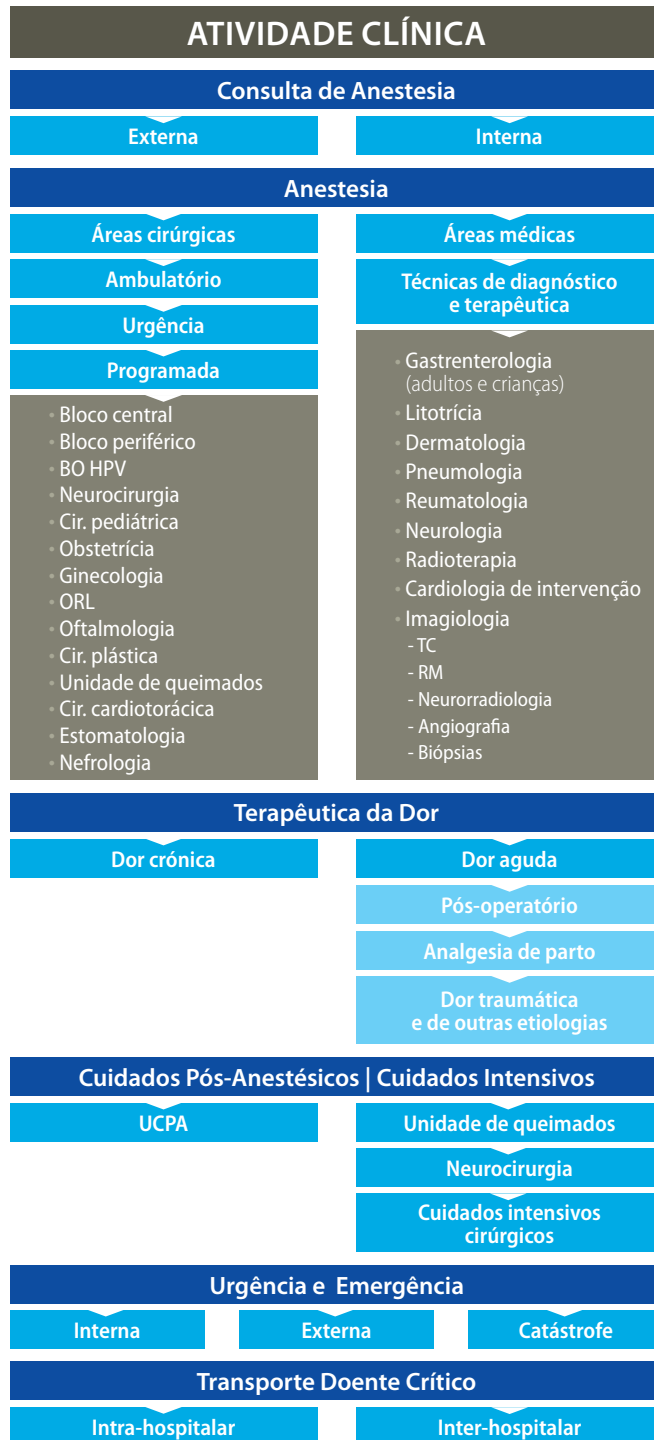 ATIVIDADE CLÍNICA
Consulta de Anestesia
Externa
Interna
Anestesia
Áreas cirúrgicas
Ambulatório
Urgência
Programada
• Bloco central
• Bloco periférico
• BO HPV
• Neurocirurgia
• Cir. pediátrica
• Obstetrícia
• Ginecologia
• ORL
• Oftalmologia
• Cir. plástica
• Unidade de queimados
• Cir. cardiotorácica
• Estomatologia
• Nefrologia
Áreas médicas
Técnicas de diagnóstico
e terapêutica
• Gastrenterologia
(adultos e crianças)
• Litotrícia
• Dermatologia
• Pneumologia
• Reumatologia
• Neurologia
• Radioterapia
• Cardiologia de intervenção
• Imagiologia
- TC
- RM
- Neurorradiologia
- Angiografia
- Biópsias
Terapêutica da Dor
Dor crónica
Dor aguda
Pós-operatório
Analgesia de parto
Dor traumática
e de outras etiologias
Cuidados Pós-Anestésicos | Cuidados Intensivos
UCPA
Unidade de queimados
Neurocirurgia
Cuidados intensivos
cirúrgicos
Urgência e Emergência
Interna
Externa
Catástrofe
Transporte Doente Crítico
Intra-hospitalar
Inter-hospitalar